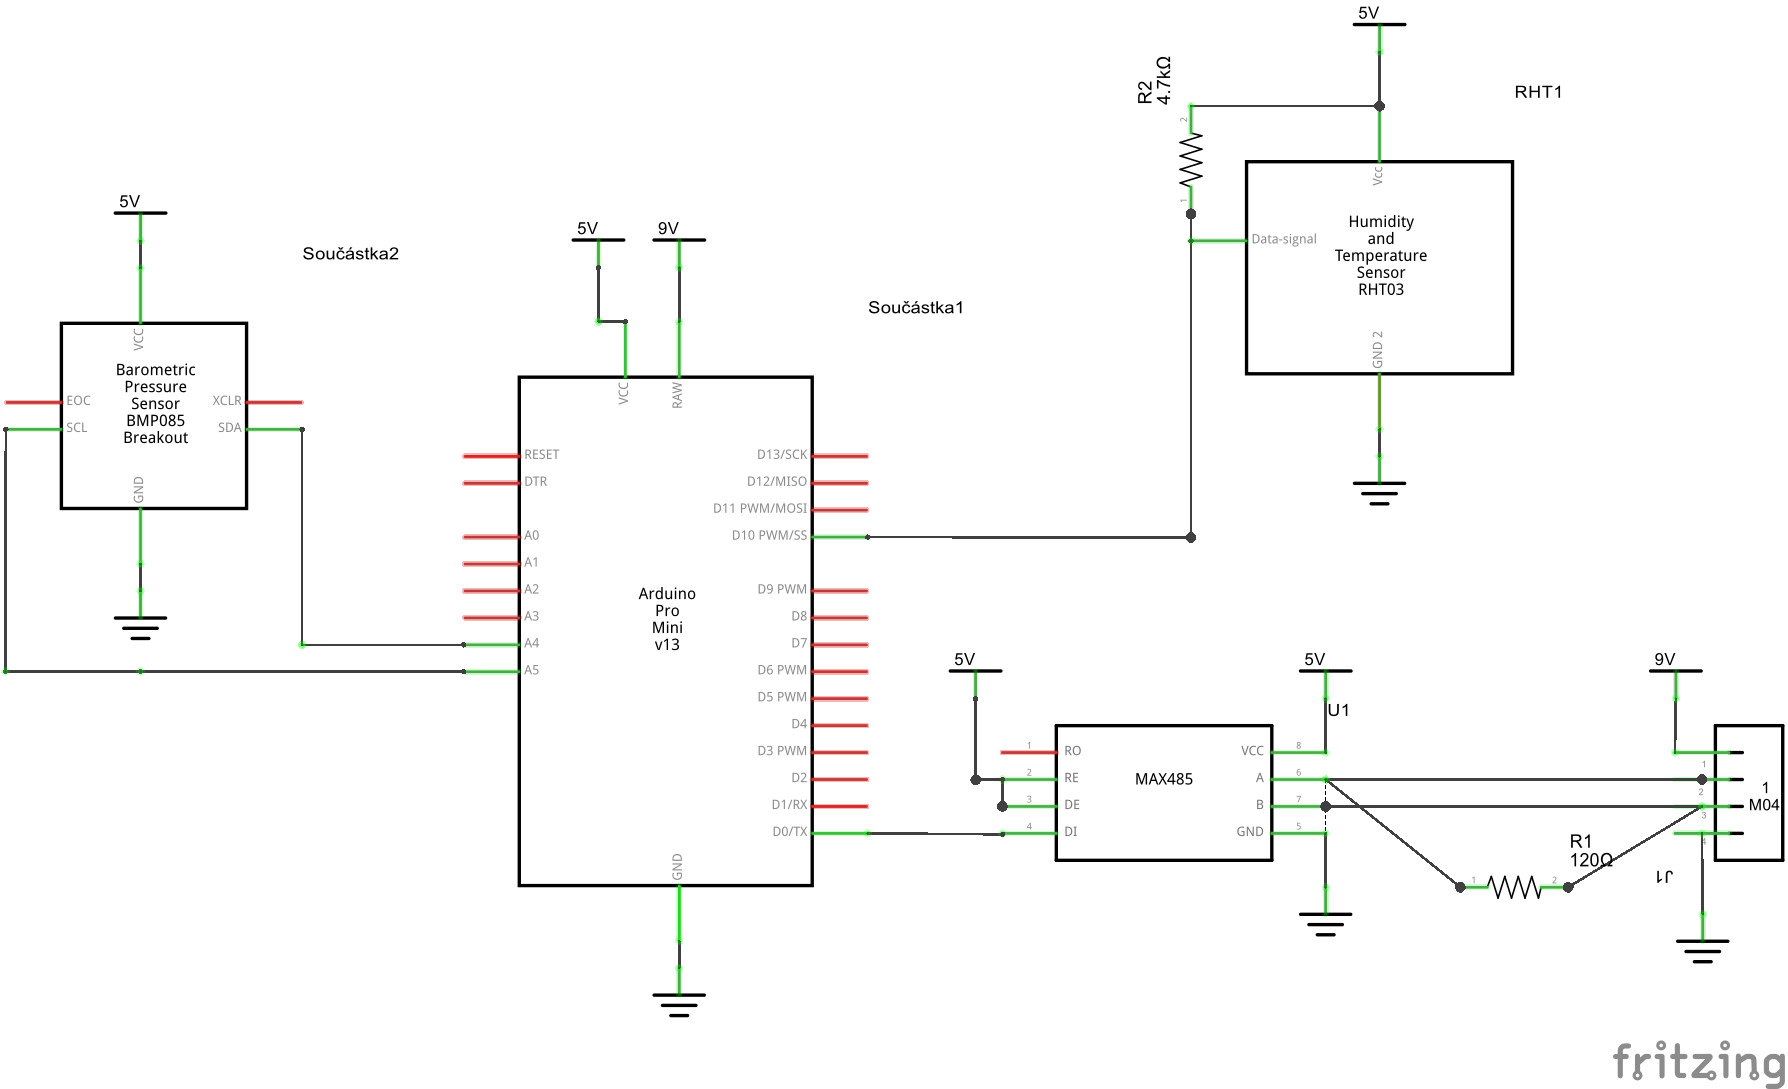 5V
R2
4.7kΩ
RHT1
2
1
Vcc
Humidity
and
Temperature
Sensor
RHT03
Data-signal
GND 2
5V
Součástka2
VCC
Barometric
Pressure
Sensor
BMP085
Breakout
EOC
SCL
XCLR
SDA
GND
5V
9V
Součástka1
VCC
RAW
RESET
DTR
A0
A1
A2
A3
A4
A5
Arduino
Pro
Mini
v13
D13/SCK
D12/MISO
D11 PWM/MOSI
D10 PWM/SS
D9 PWM
D8
D7
D6 PWM
D5 PWM
D4
D3 PWM
D2
D1/RX
D0/TX
GND
5V
5V
U1
1
RO
2
RE
3
DE
4
DI
MAX485
VCC
8
A
6
B
7
GND
5
9V
1
2
3
4
1
M04
J1
R1
120Ω
1
2
fritzing